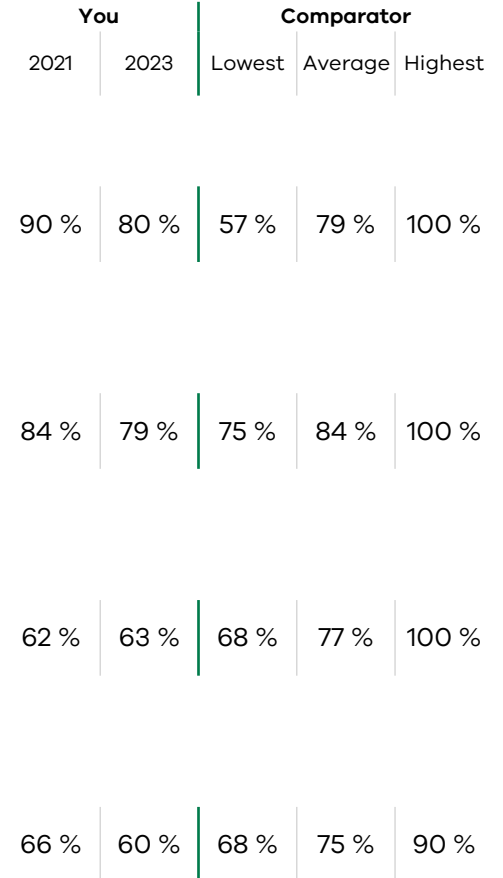 You Comparator
2021 2023 Lowest Average Highest
90 % 80 % 57 % 79 % 100 %
84 % 79 % 75 % 84 % 100 %
62 % 63 % 68 % 77 % 100 %
66 % 60 % 68 % 75 % 90 %